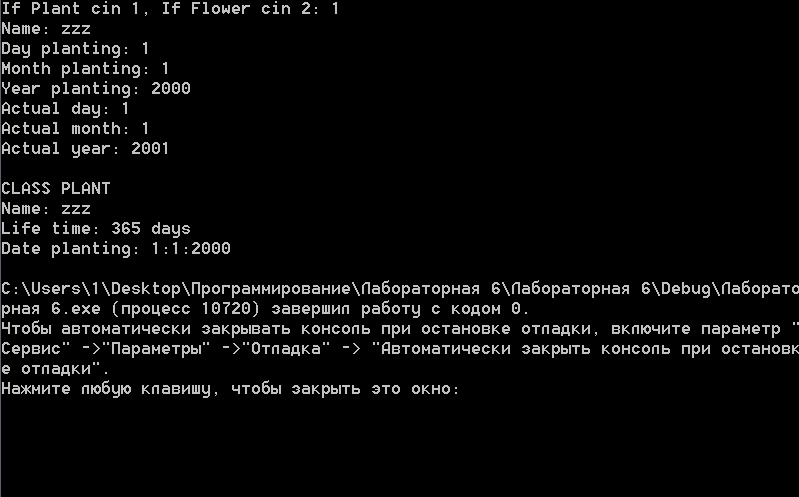 If Plant cin 1, If Flower cin 2: 1
Name: zzz
Day planting: 1
Month planting: 1
Year planting: 2000
Actual day: 1
Actual month: 1
Actual year: 2001
CLASS PLANT
Name: zzz
Life time: 365 days
Date planting: 1:1:2000
C:\Users\1\Desktop\Программирование\Лабораторная 6\Лабораторная 6\Debug\Лаборато
рная 6.exe (процесс 10720) завершил работу с кодом 0.
Чтобы автоматически закрывать консоль при остановке отладки, включите параметр "
Сервис" ->"Параметры" ->"Отладка" -> "Автоматически закрыть консоль при остановк
е отладки".
Нажмите любую клавишу, чтобы закрыть это окно: